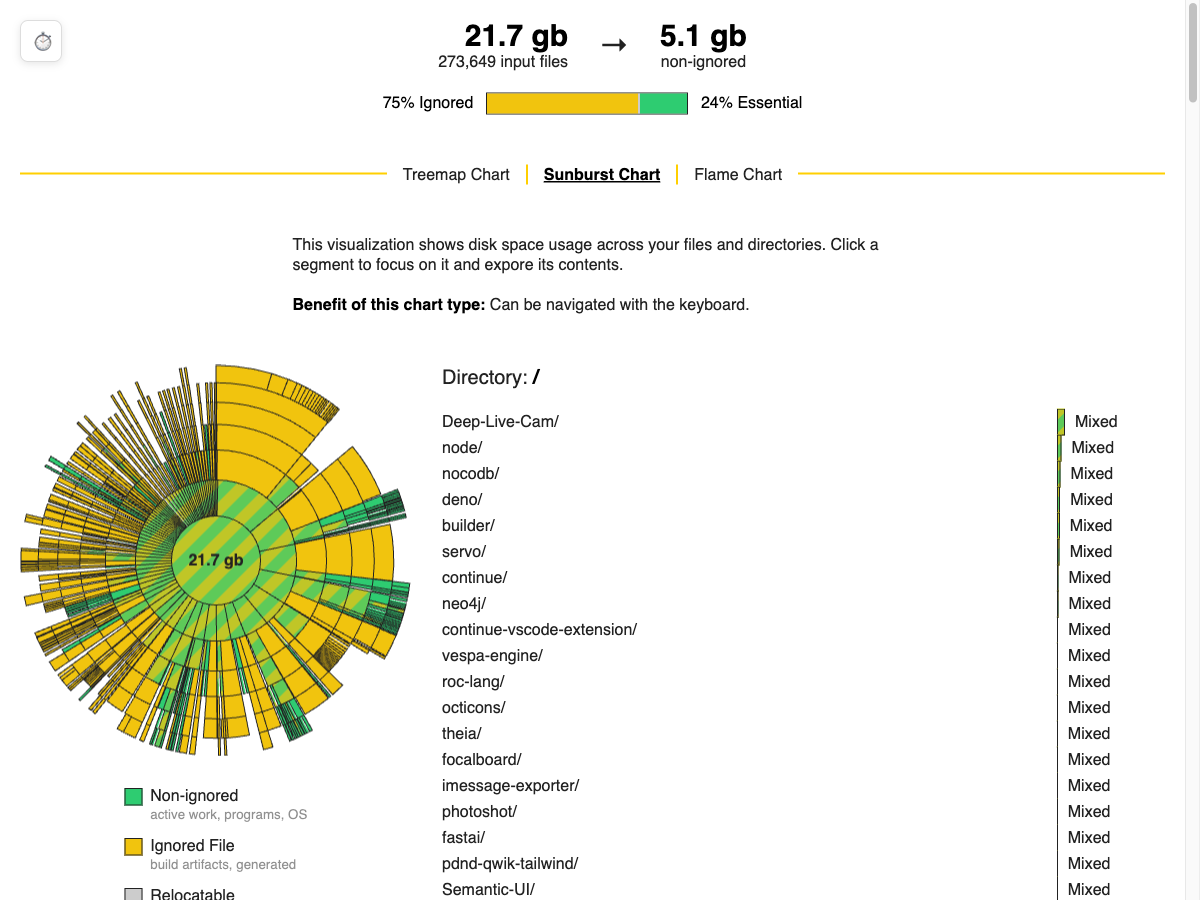 21.7 gb → 5.1 gb
273,649 input files non-ignored
75% Ignored 24% Essential
Treemap Chart Sunburst Chart Flame Chart
This visualization shows disk space usage across your files and directories. Click a
segment to focus on it and expore its contents.
Benefit of this chart type: Can be navigated with the keyboard.
21.7 gb
Non-ignored
active work, programs, OS
Ignored File
build artifacts, generated
Relocatable
Directory: /
Deep-Live-Cam/ Mixed
node/ Mixed
nocodb/ Mixed
deno/ Mixed
builder/ Mixed
servo/ Mixed
continue/ Mixed
neo4j/ Mixed
continue-vscode-extension/ Mixed
vespa-engine/ Mixed
roc-lang/ Mixed
octicons/ Mixed
theia/ Mixed
focalboard/ Mixed
imessage-exporter/ Mixed
photoshot/ Mixed
fastai/ Mixed
pdnd-qwik-tailwind/ Mixed
Semantic-UI/ Mixed